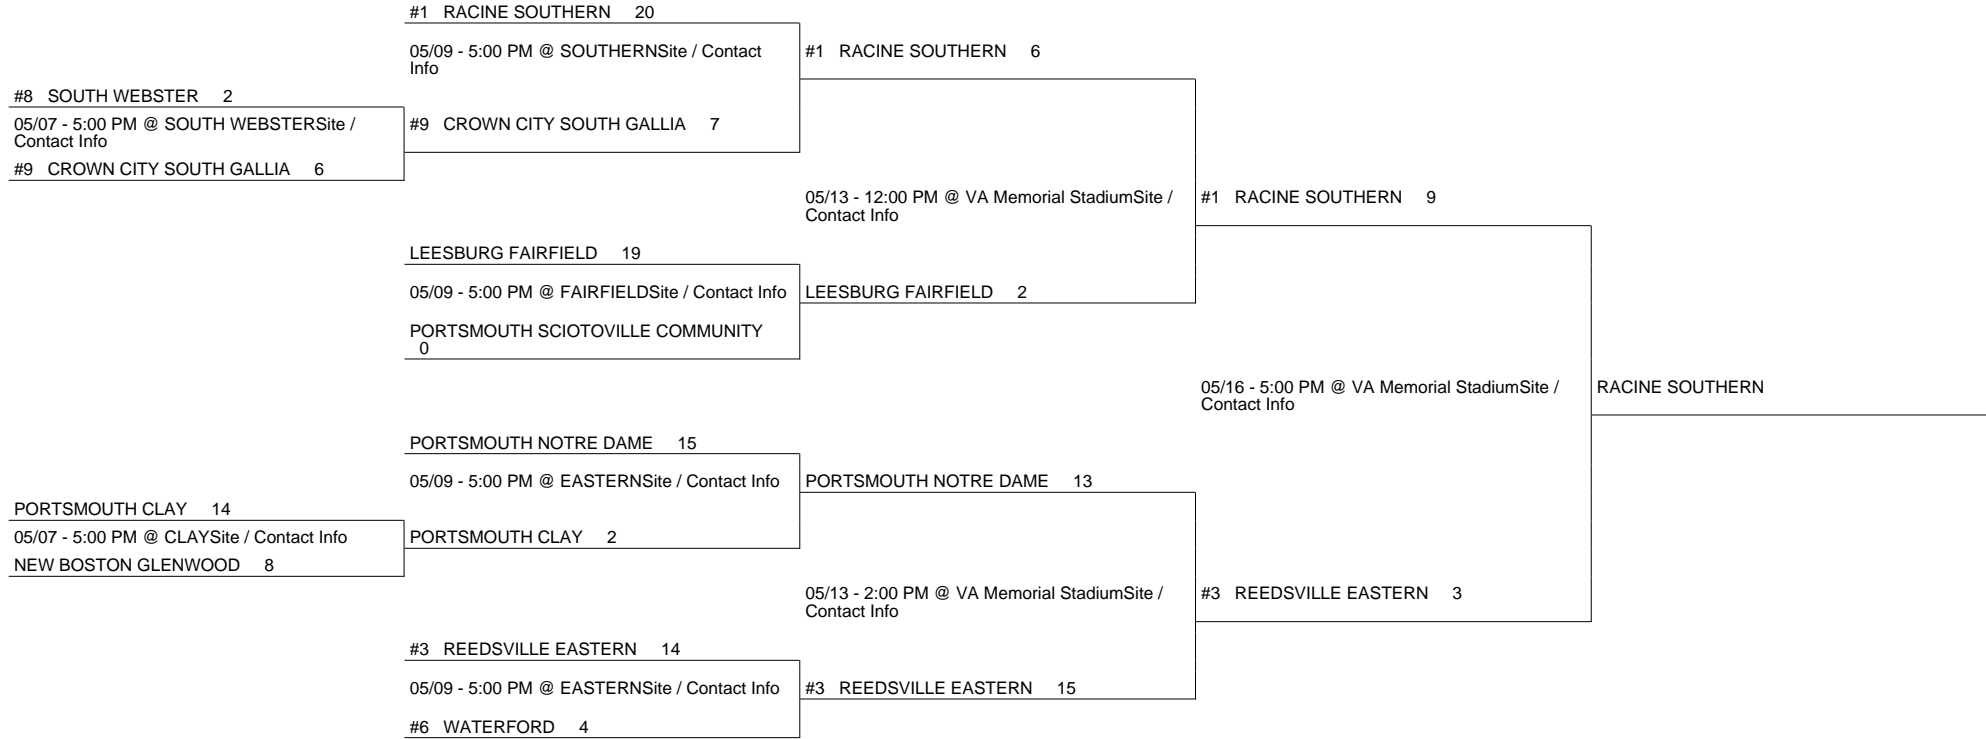 #1 RACINE SOUTHERN 20
05/09 - 5:00 PM @ SOUTHERNSite / Contact
Info
#1 RACINE SOUTHERN 6
#8 SOUTH WEBSTER 2
05/07 - 5:00 PM @ SOUTH WEBSTERSite /
Contact Info
#9 CROWN CITY SOUTH GALLIA 7
#9 CROWN CITY SOUTH GALLIA 6
05/13 - 12:00 PM @ VA Memorial StadiumSite /
Contact Info
#1 RACINE SOUTHERN 9
LEESBURG FAIRFIELD 19
05/09 - 5:00 PM @ FAIRFIELDSite / Contact Info
LEESBURG FAIRFIELD 2
PORTSMOUTH SCIOTOVILLE COMMUNITY
0
05/16 - 5:00 PM @ VA Memorial StadiumSite /
Contact Info
RACINE SOUTHERN
PORTSMOUTH NOTRE DAME 15
05/09 - 5:00 PM @ EASTERNSite / Contact Info
PORTSMOUTH NOTRE DAME 13
PORTSMOUTH CLAY 14
05/07 - 5:00 PM @ CLAYSite / Contact Info
PORTSMOUTH CLAY 2
NEW BOSTON GLENWOOD 8
05/13 - 2:00 PM @ VA Memorial StadiumSite /
Contact Info
#3 REEDSVILLE EASTERN 3
#3 REEDSVILLE EASTERN 14
05/09 - 5:00 PM @ EASTERNSite / Contact Info
#3 REEDSVILLE EASTERN 15
#6 WATERFORD 4